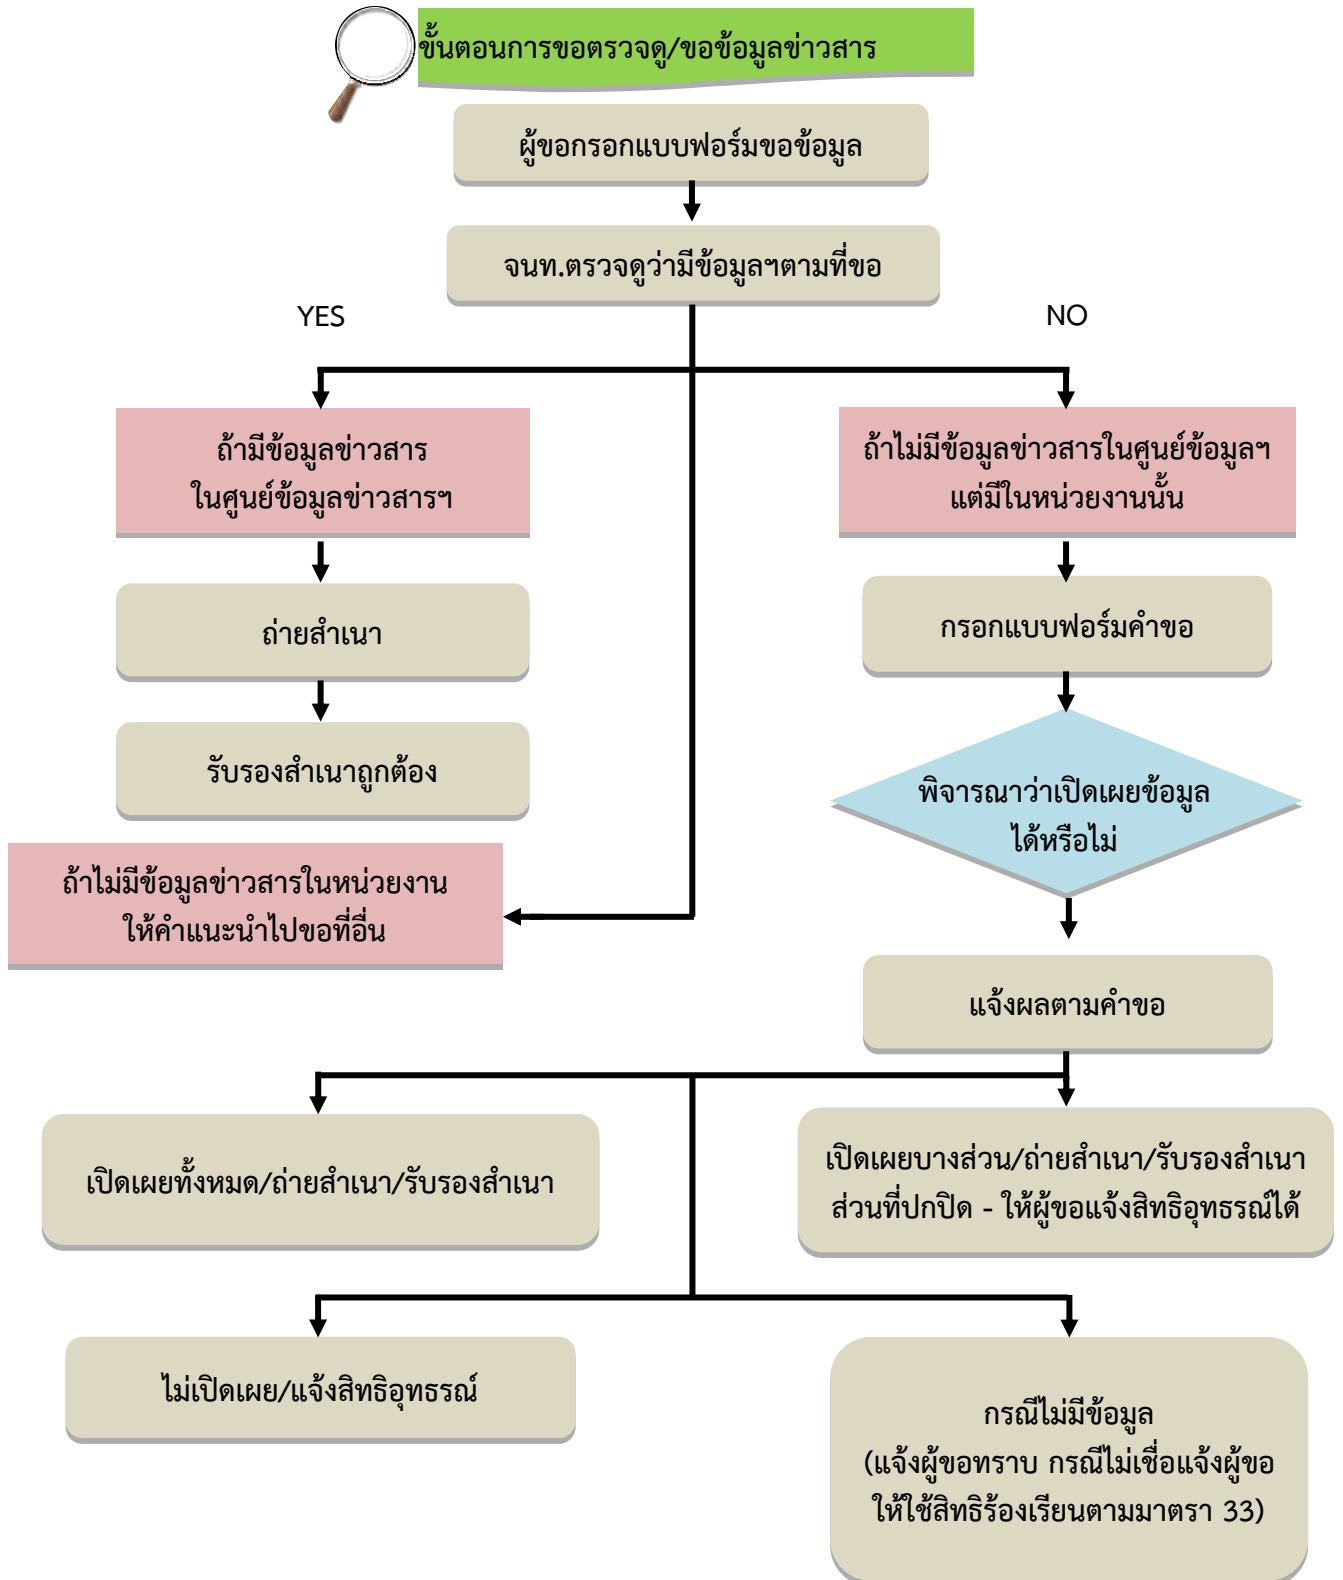 ขั้นตอนการขอตรวจดู/ขอข้อมูลข่าวสาร
ผู้ขอกรอกแบบฟอร์มขอข้อมูล
จนท.ตรวจดูว่ามีข้อมูลฯตามที่ขอ
YES
NO
ถ้ามีข้อมูลข่าวสาร
ในศูนย์ข้อมูลข่าวสารฯ
ถ้าไม่มีข้อมูลข่าวสารในศูนย์ข้อมูลฯ
แต่มีในหน่วยงานนั้น
ถ่ายสำเนา
กรอกแบบฟอร์มคำขอ
รับรองสำเนาถูกต้อง
พิจารณาว่าเปิดเผยข้อมูล
ได้หรือไม่
ถ้าไม่มีข้อมูลข่าวสารในหน่วยงาน
ให้คำแนะนำไปขอที่อื่น
แจ้งผลตามคำขอ
เปิดเผยทั้งหมด/ถ่ายสำเนา/รับรองสำเนา
เปิดเผยบางส่วน/ถ่ายสำเนา/รับรองสำเนา
ส่วนที่ปกปิด - ให้ผู้ขอแจ้งสิทธิอุทธรณ์ได้
ไม่เปิดเผย/แจ้งสิทธิอุทธรณ์
กรณีไม่มีข้อมูล
(แจ้งผู้ขอทราบ กรณีไม่เชื่อแจ้งผู้ขอ
ให้ใช้สิทธิร้องเรียนตามมาตรา 33)